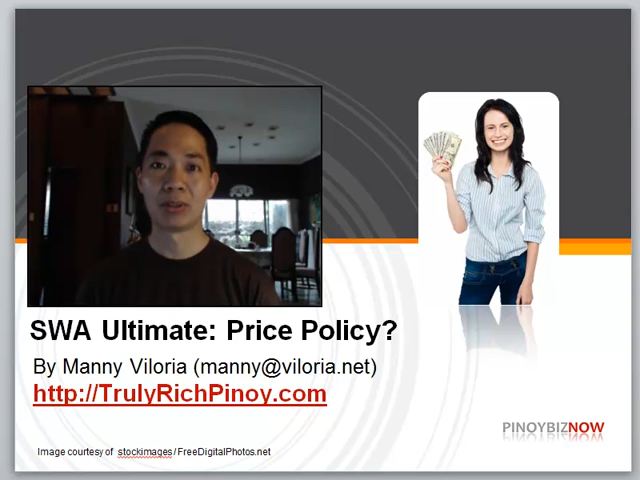 SWA Ultimate: Price Policy?
By Manny Viloria (manny@viloria.net)
http://TrulyRichPinoy.com
PINOYBIZNOW
Image courtesy of stockimages/FreeDigitalPhotos.net